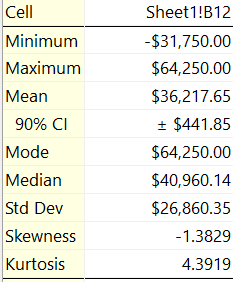 Cell Sheet1!B12
Minimum -$31,750.00
Maximum $64,250.00
Mean $36,217.65
90% CI ± $441.85
Mode $64,250.00
Median $40,960.14
Std Dev $26,860.35
Skewness -1.3829
Kurtosis 4.3919